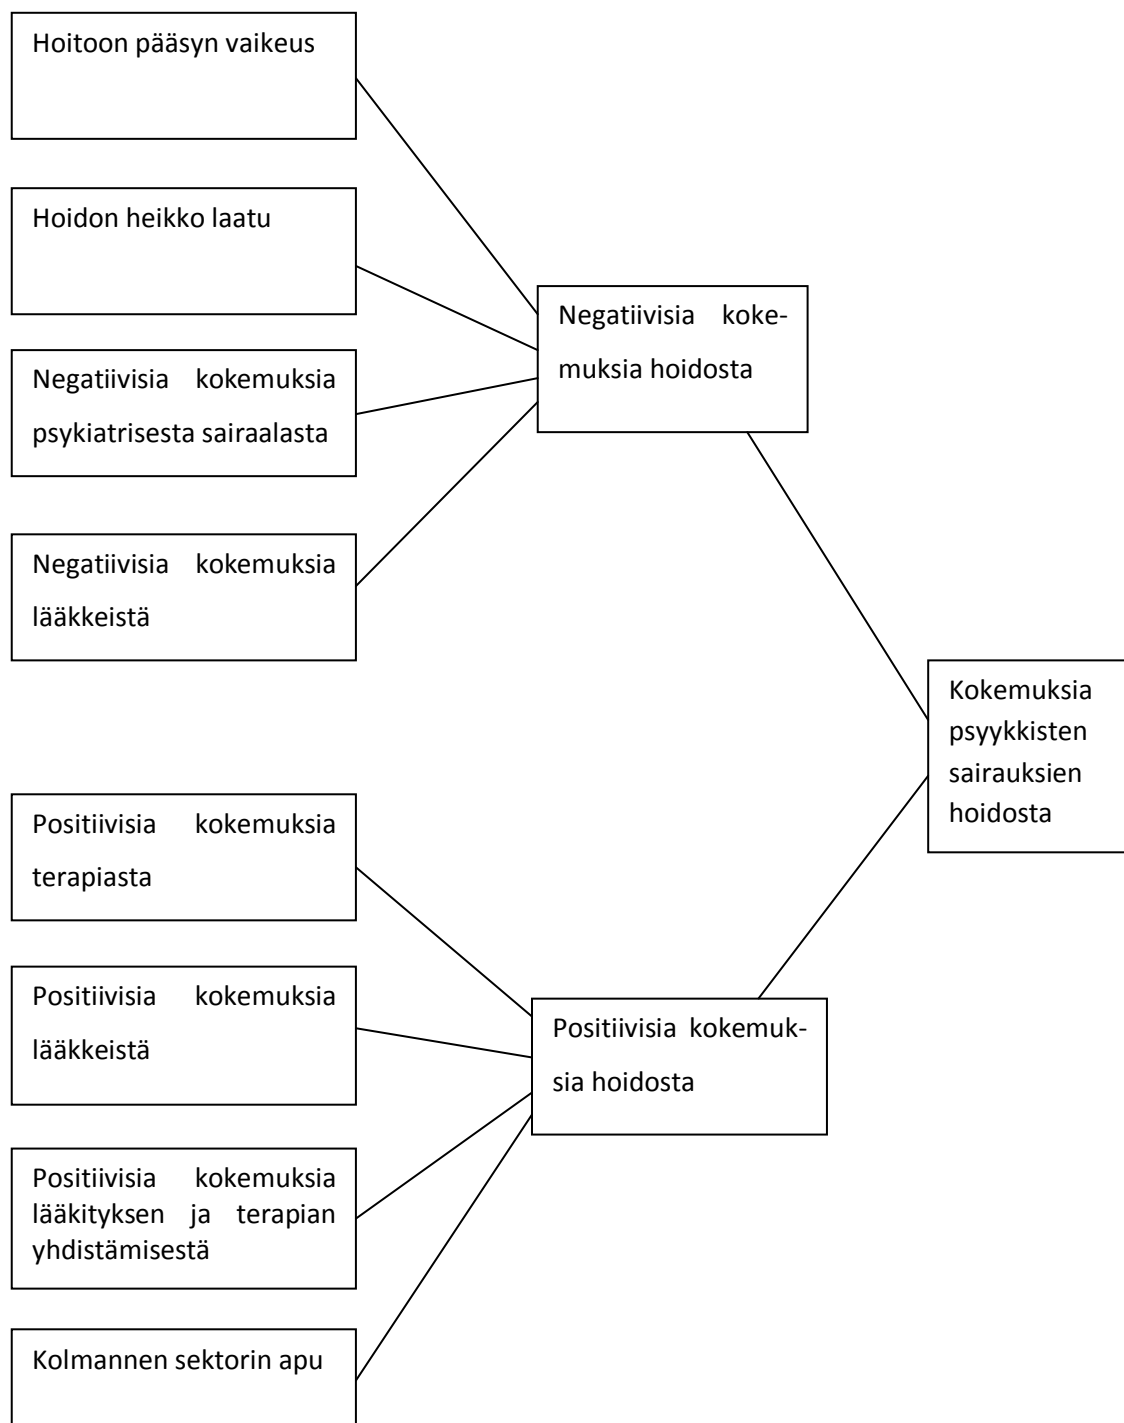 Hoitoon pääsyn vaikeus
Hoidon heikko laatu
Negatiivisia kokemuksia
psykiatrisesta sairaalasta
Negatiivisia kokemuksia
lääkkeistä
Negatiivisia koke-
muksia hoidosta
Kokemuksia
psyykkisten
sairauksien
hoidosta
Positiivisia kokemuksia
terapiasta
Positiivisia kokemuksia
lääkkeistä
Positiivisia kokemuksia
lääkityksen ja terapian
yhdistämisestä
Kolmannen sektorin apu
Positiivisia kokemuk-
sia hoidosta